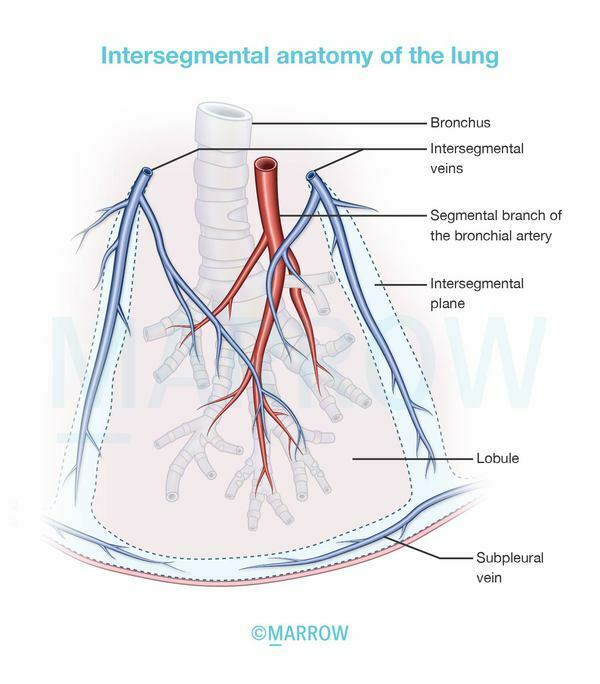 Intersegmental anatomy of the lung
Bronchus
Intersegmental
veins
Segmental branch of
the bronchial artery
Intersegmental
plane
MARROW
Lobule
Subpleural
vein
©MARROW